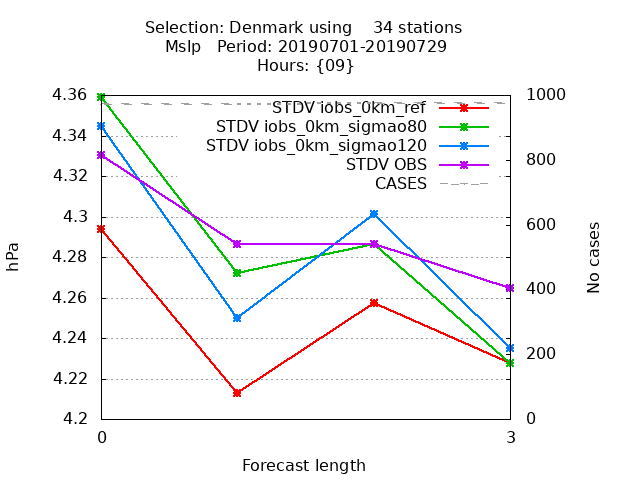 Selection: Denmark using    34 stations
Mslp   Period: 20190701-20190729
Hours: {09}
STDV iobs_0km_ref
STDV iobs_0km_sigmao80
STDV iobs_0km_sigmao120
STDV OBS
CASES
4.36
4.34
4.32
4.3
4.28
4.26
4.24
4.22
4.2
hPa
1000
800
600
400
200
0
No cases
0
3
Forecast length